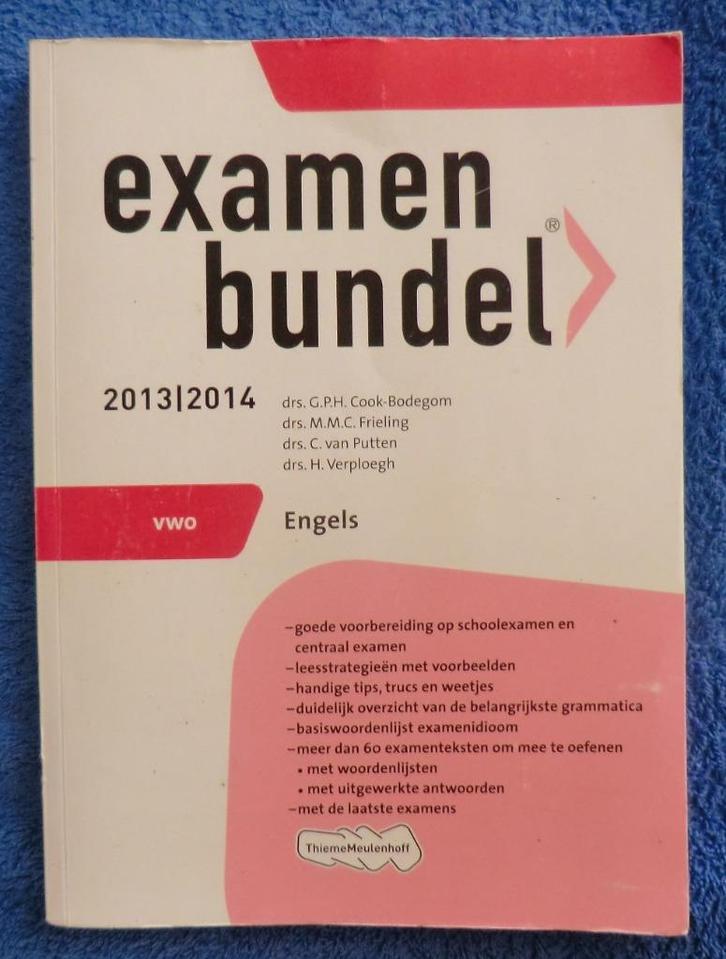 examen
bundel®
2013|2014
drs. G.P.H. Cook-Bodegom
drs. M.M.C. Frieling
drs. C. van Putten
drs. H. Verploegh
vwo
Engels
–goede voorbereiding op schoolexamen en
centraal examen
–leesstrategieën met voorbeelden
–handige tips, trucs en weetjes
–duidelijk overzicht van de belangrijkste grammatica
–basiswoordenlijst examenidioom
–meer dan 60 examenteksten om mee te oefenen
• met woordenlijsten
• met uitgewerkte antwoorden
–met de laatste examens
ThiemeMeulenhoff